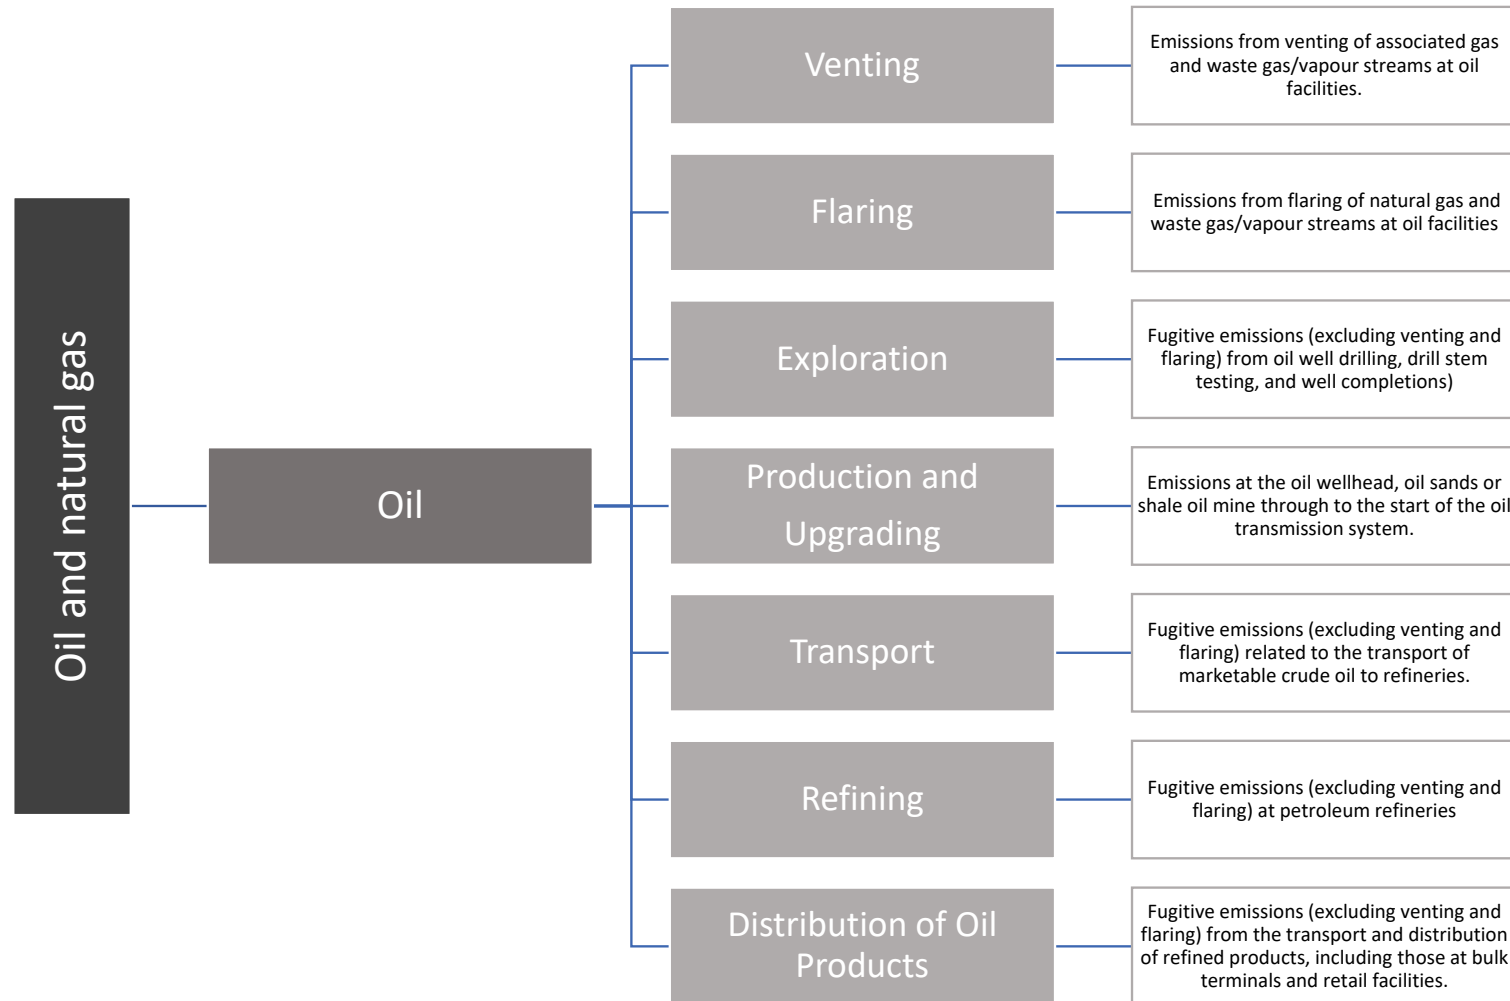 Oil and natural gas
Oil
Venting
Emissions from venting of associated gas
and waste gas/vapour streams at oil
facilities.
Flaring
Emissions from flaring of natural gas and
waste gas/vapour streams at oil facilities
Exploration
Fugitive emissions (excluding venting and
flaring) from oil well drilling, drill stem
testing, and well completions)
Production and
Upgrading
Emissions at the oil wellhead, oil sands or
shale oil mine through to the start of the oil
transmission system.
Transport
Fugitive emissions (excluding venting and
flaring) related to the transport of
marketable crude oil to refineries.
Refining
Fugitive emissions (excluding venting and
flaring) at petroleum refineries
Distribution of Oil
Products
Fugitive emissions (excluding venting and
flaring) from the transport and distribution
of refined products, including those at bulk
terminals and retail facilities.